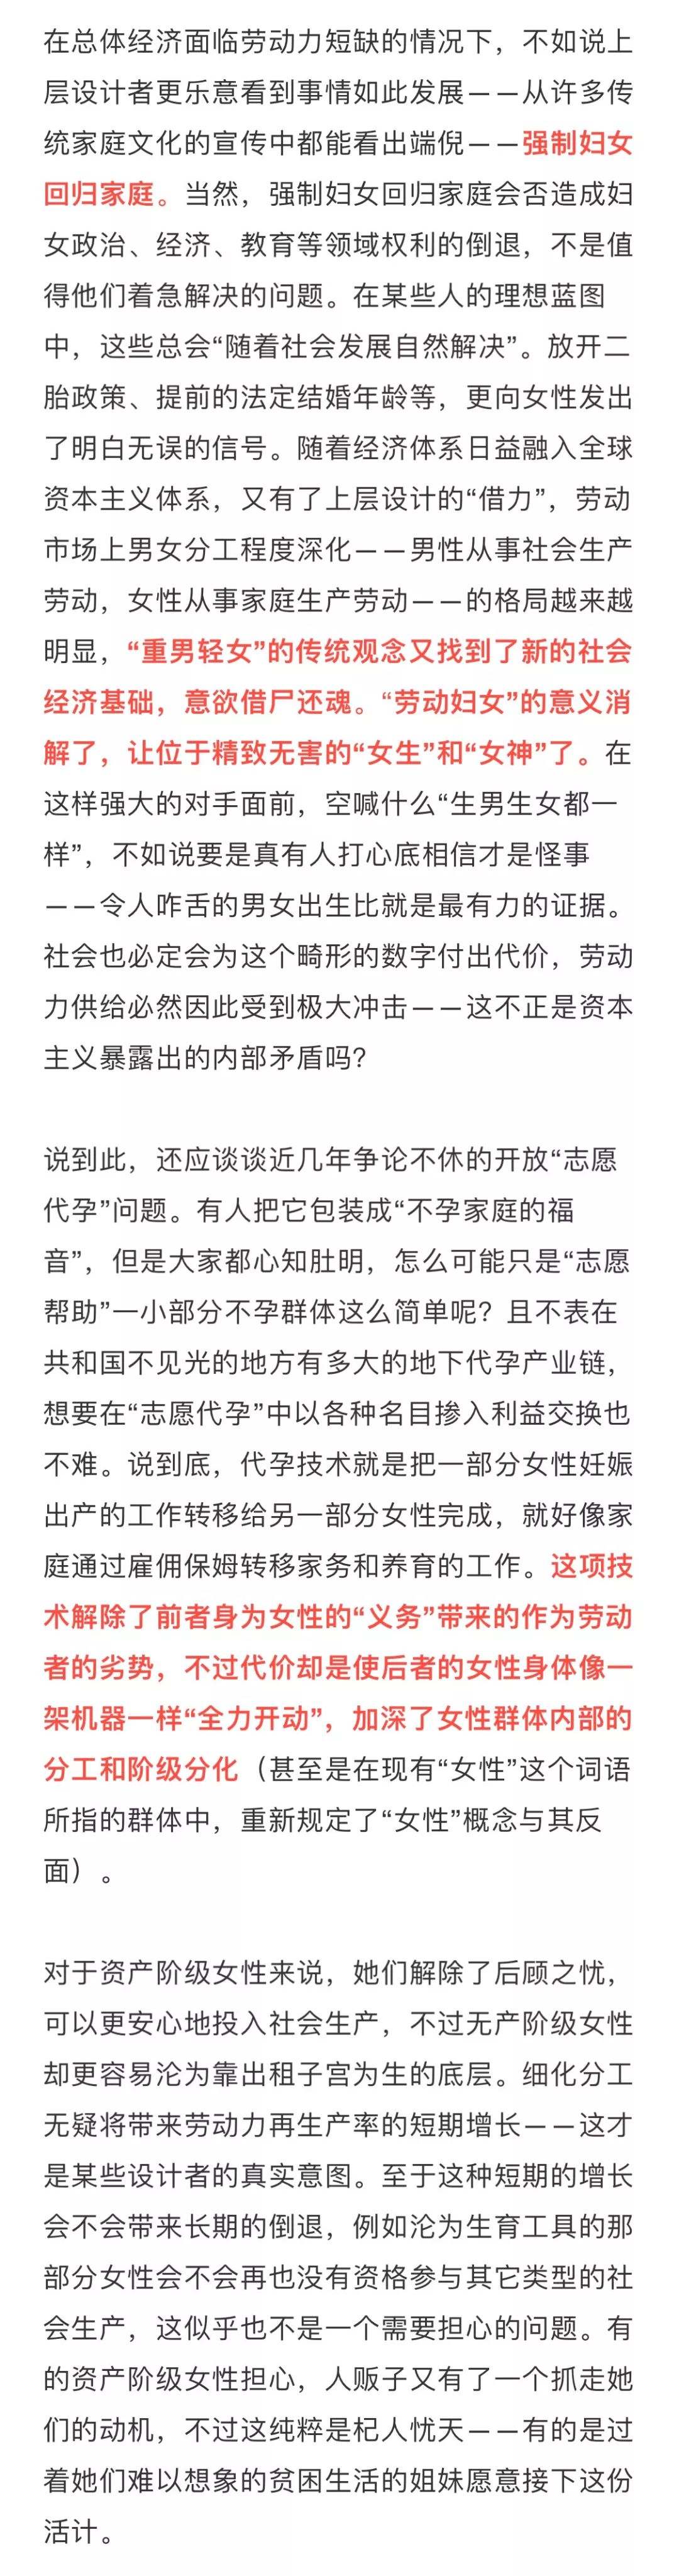 在总体经济面临劳动力短缺的情况下，不如说上
层设计者更乐意看到事情如此发展——从许多传
统家庭文化的宣传中都能看出端倪——强制妇女
回归家庭。当然，强制妇女回归家庭会否造成妇
女政治、经济、教育等领域权利的倒退，不是值
得他们着急解决的问题。在某些人的理想蓝图
中，这些总会“随着社会发展自然解决”。放开二
胎政策、提前的法定结婚年龄等，更向女性发出
了明白无误的信号。随着经济体系日益融入全球
资本主义体系，又有了上层设计的“借力”，劳动
市场上男女分工程度深化——男性从事社会生产
劳动，女性从事家庭生产劳动——的格局越来越
明显，“重男轻女”的传统观念又找到了新的社会
经济基础，意欲借尸还魂。“劳动妇女”的意义消
解了，让位于精致无害的“女生”和“女神”了。在
这样强大的对手面前，空喊什么“生男生女都一
样”，不如说要是真有人打心底相信才是怪事
——令人咋舌的男女出生比就是最有力的证据。
社会也必定会为这个畸形的数字付出代价，劳动
力供给必然因此受到极大冲击——这不正是资本
主义暴露出的内部矛盾吗？
说到此，还应谈谈近几年争论不休的开放“志愿
代孕”问题。有人把它包装成“不孕家庭的福
音”，但是大家都心知肚明，怎么可能只是“志愿
帮助”一小部分不孕群体这么简单呢？且不表在
共和国不见光的地方有多大的地下代孕产业链，
想要在“志愿代孕”中以各种名目掺入利益交换也
不难。说到底，代孕技术就是把一部分女性妊娠
出产的工作转移给另一部分女性完成，就好像家
庭通过雇佣保姆转移家务和养育的工作。这项技
术解除了前者身为女性的“义务”带来的作为劳动
者的劣势，不过代价却是使后者的女性身体像一
架机器一样“全力开动”，加深了女性群体内部的
分工和阶级分化（甚至是在现有“女性”这个词语
所指的群体中，重新规定了“女性”概念与其反
面）。
对于资产阶级女性来说，她们解除了后顾之忧，
可以更安心地投入社会生产，不过无产阶级女性
却更容易沦为靠出租子宫为生的底层。细化分工
无疑将带来劳动力再生产率的短期增长——这才
是某些设计者的真实意图。至于这种短期的增长
会不会带来长期的倒退，例如沦为生育工具的那
部分女性会不会再也没有资格参与其它类型的社
会生产，这似乎也不是一个需要担心的问题。有
的资产阶级女性担心，人贩子又有了一个抓走她
们的动机，不过这纯粹是杞人忧天——有的是过
着她们难以想象的贫困生活的姐妹愿意接下这份
活计。